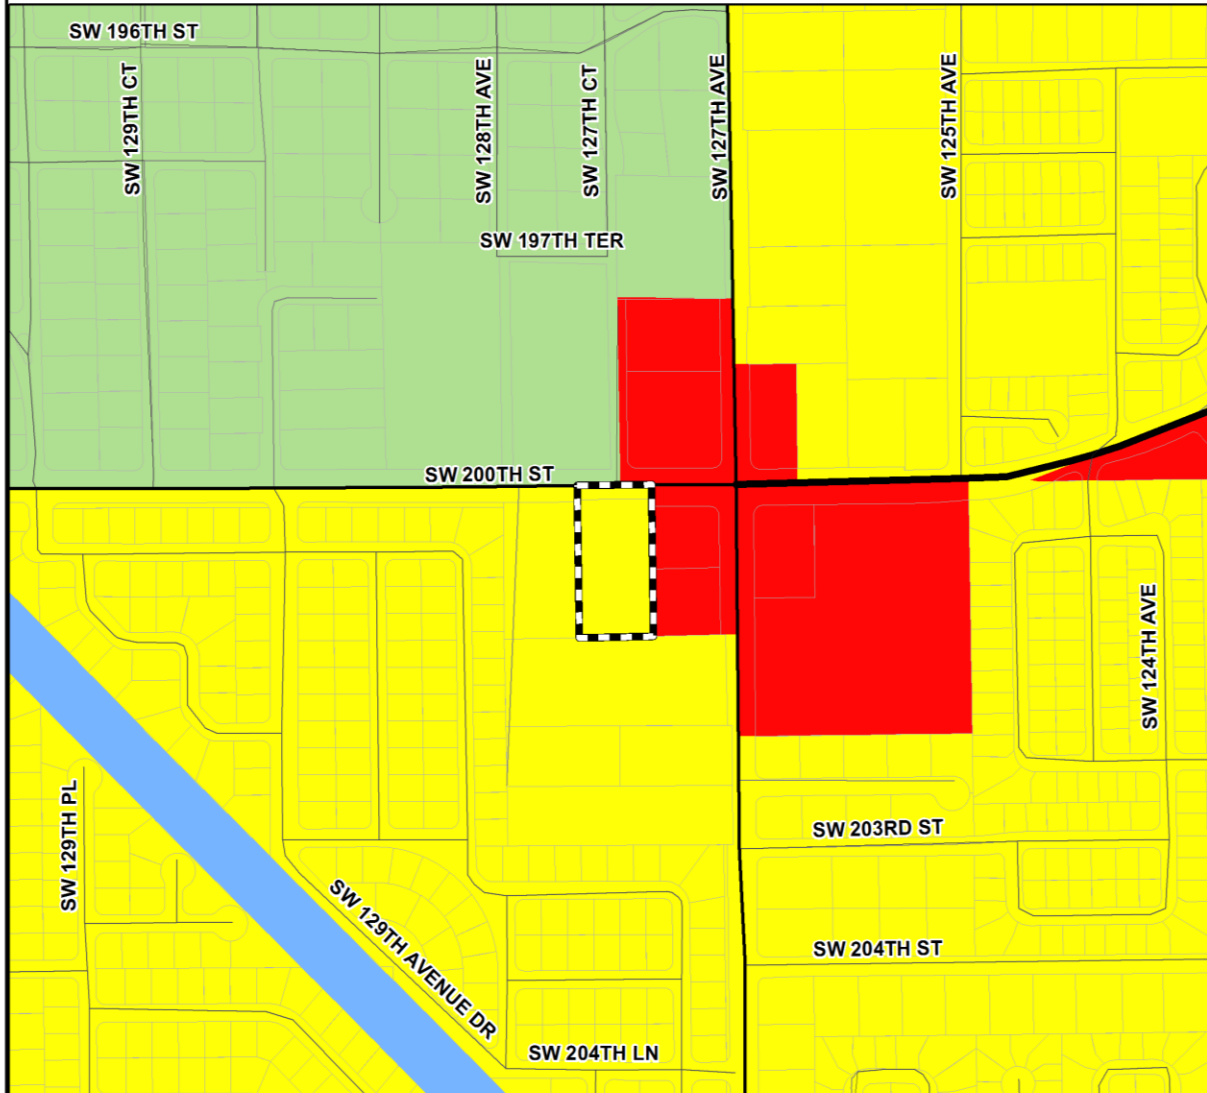 SW 196TH ST
SW 129TH CT
SW 128TH AVE
SW 127TH CT
SW 127TH AVE
SW 125TH AVE
SW 197TH TER
SW 200TH ST
SW 124TH AVE
SW 129TH PL
SW 203RD ST
SW 129TH AVENUE DR
SW 204TH ST
SW 204TH LN